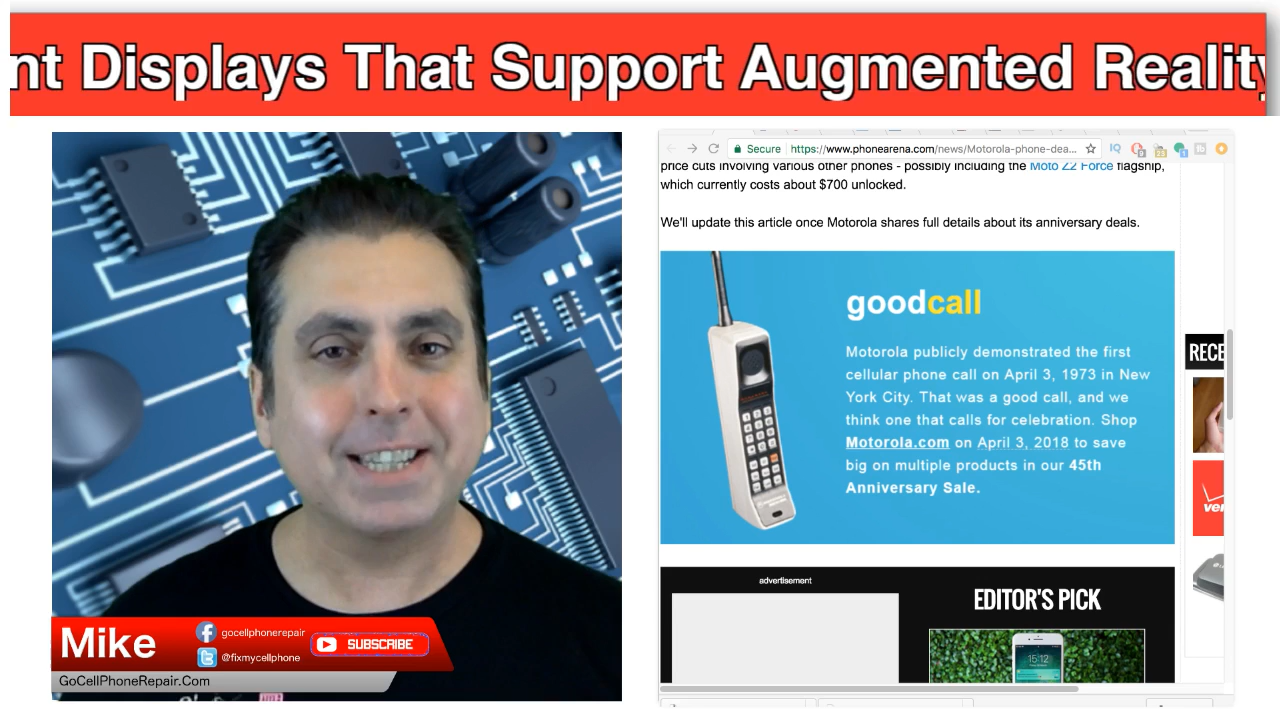 nt Displays That Support Augmented Reality
Secure
https://www.phonearena.com/news/Motorola-phone-dea...
price cuts involving various other phones - possibly including the Moto Z2 Force flagship,
which currently costs about $700 unlocked.
We'll update this article once Motorola shares full details about its anniversary deals.
goodcall
Motorola publicly demonstrated the first
cellular phone call on April 3, 1973 in New
York City. That was a good call, and we
think one that calls for celebration. Shop
Motorola.com on April 3, 2018 to save
big on multiple products in our 45th
Anniversary Sale.
RECE
ver
advertisement
EDITOR'S PICK
15:12
Mike
gocellphonerepair
@fixmycellphone
SUBSCRIBE
GoCellPhoneRepair.Com